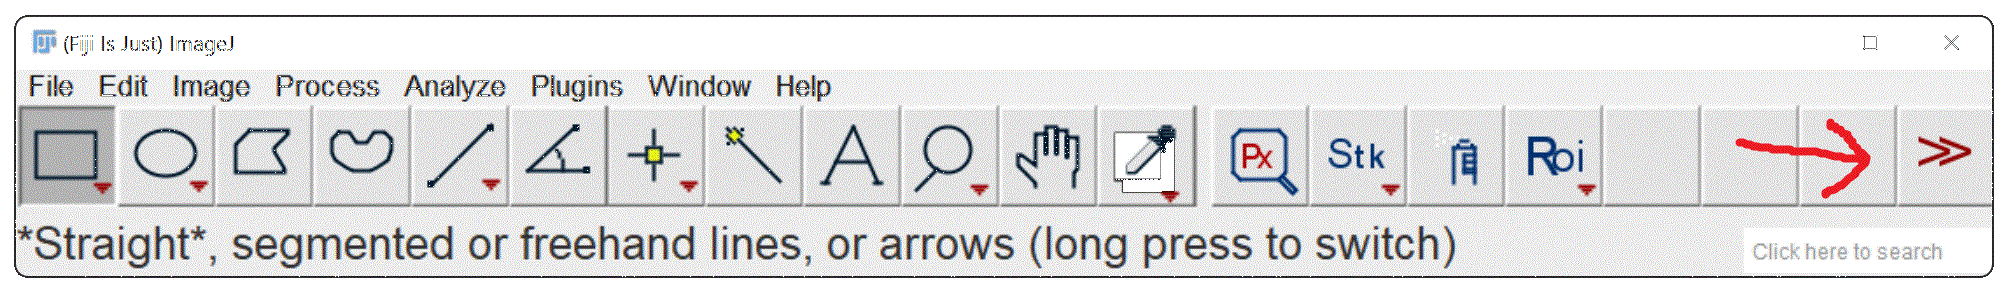 (Fiji Is Just) ImageJ
File Edit Image Process Analyze Plugins Window Help
A Px Stk Roi >>
*Straight*, segmented or freehand lines, or arrows (long press to switch)
Click here to search